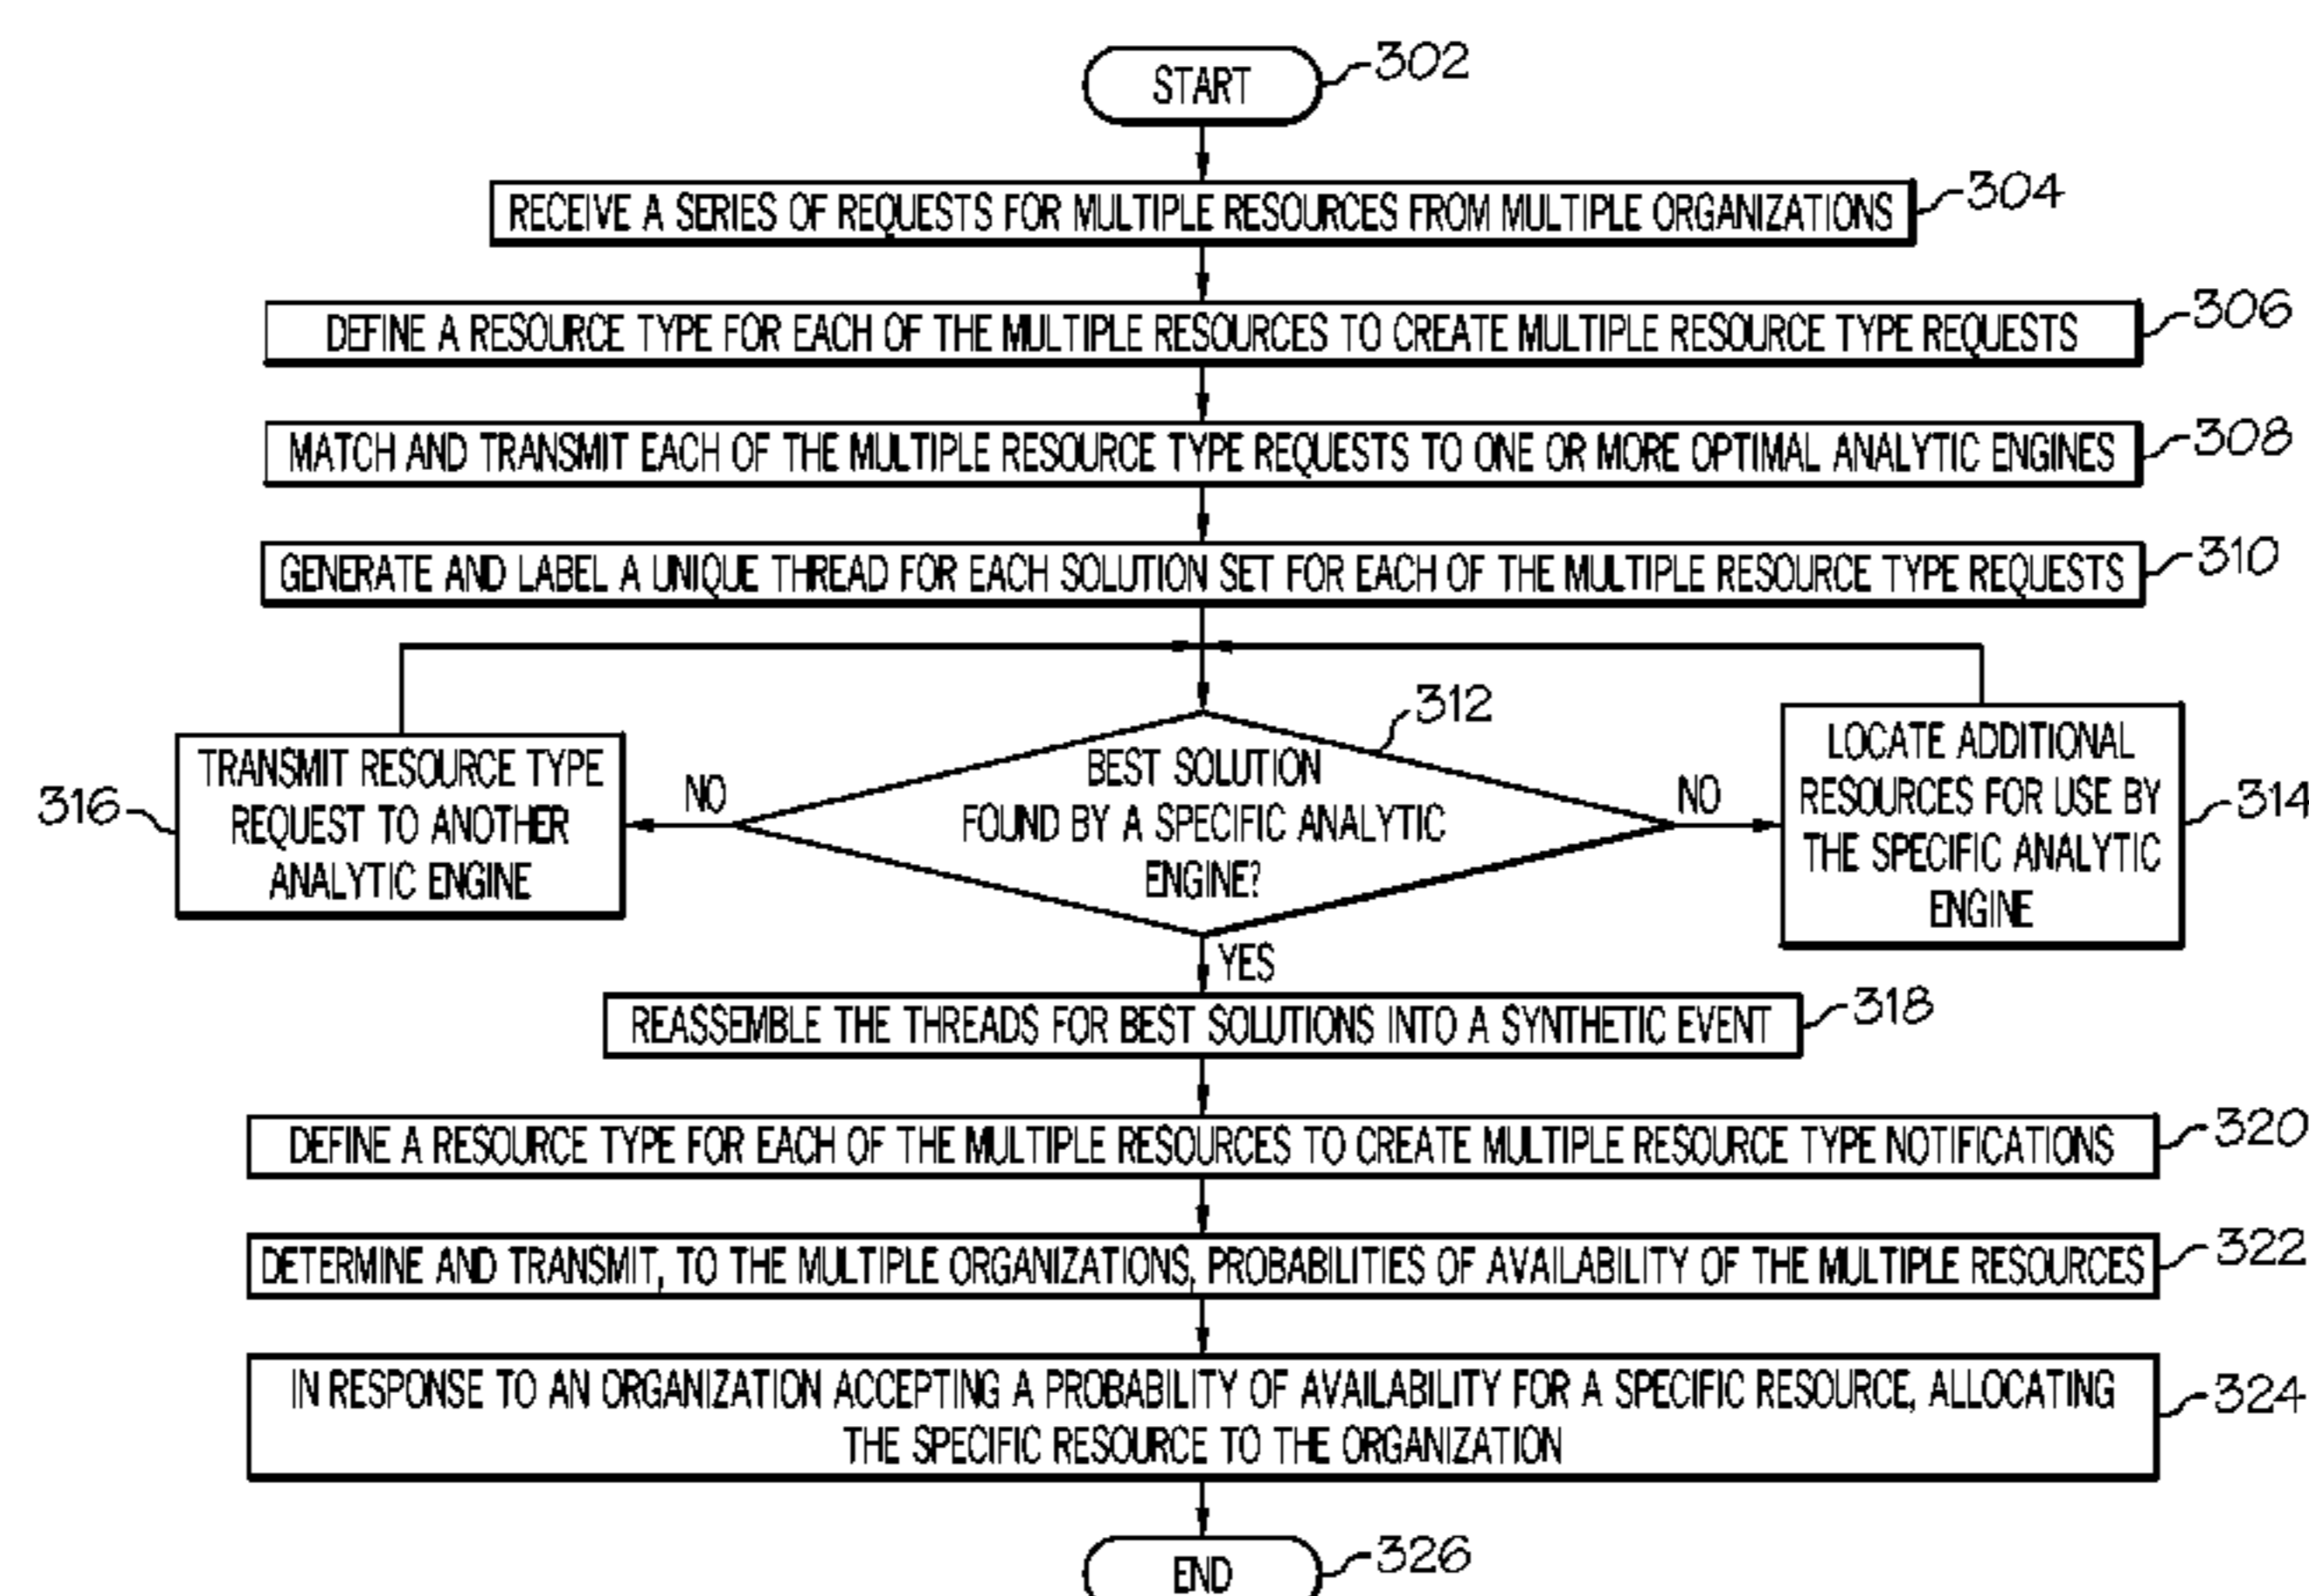 START
302
RECEIVE A SERIES OF REQUESTS FOR MULTIPLE RESOURCES FROM MULTIPLE ORGANIZATIONS
304
DEFINE A RESOURCE TYPE FOR EACH OF THE MULTIPLE RESOURCES TO CREATE MULTIPLE RESOURCE TYPE REQUESTS
306
MATCH AND TRANSMIT EACH OF THE MULTIPLE RESOURCE TYPE REQUESTS TO ONE OR MORE OPTIMAL ANALYTIC ENGINES
308
GENERATE AND LABEL A UNIQUE THREAD FOR EACH SOLUTION SET FOR EACH OF THE MULTIPLE RESOURCE TYPE REQUESTS
310
316
TRANSMIT RESOURCE TYPE
REQUEST TO ANOTHER
ANALYTIC ENGINE
NO
312
BEST SOLUTION
FOUND BY A SPECIFIC ANALYTIC
ENGINE?
NO
LOCATE ADDITIONAL
RESOURCES FOR USE BY
THE SPECIFIC ANALYTIC
ENGINE
314
YES
REASSEMBLE THE THREADS FOR BEST SOLUTIONS INTO A SYNTHETIC EVENT
318
DEFINE A RESOURCE TYPE FOR EACH OF THE MULTIPLE RESOURCES TO CREATE MULTIPLE RESOURCE TYPE NOTIFICATIONS
320
DETERMINE AND TRANSMIT, TO THE MULTIPLE ORGANIZATIONS, PROBABILITIES OF AVAILABILITY OF THE MULTIPLE RESOURCES
322
IN RESPONSE TO AN ORGANIZATION ACCEPTING A PROBABILITY OF AVAILABILITY FOR A SPECIFIC RESOURCE, ALLOCATING
THE SPECIFIC RESOURCE TO THE ORGANIZATION
324
END
326